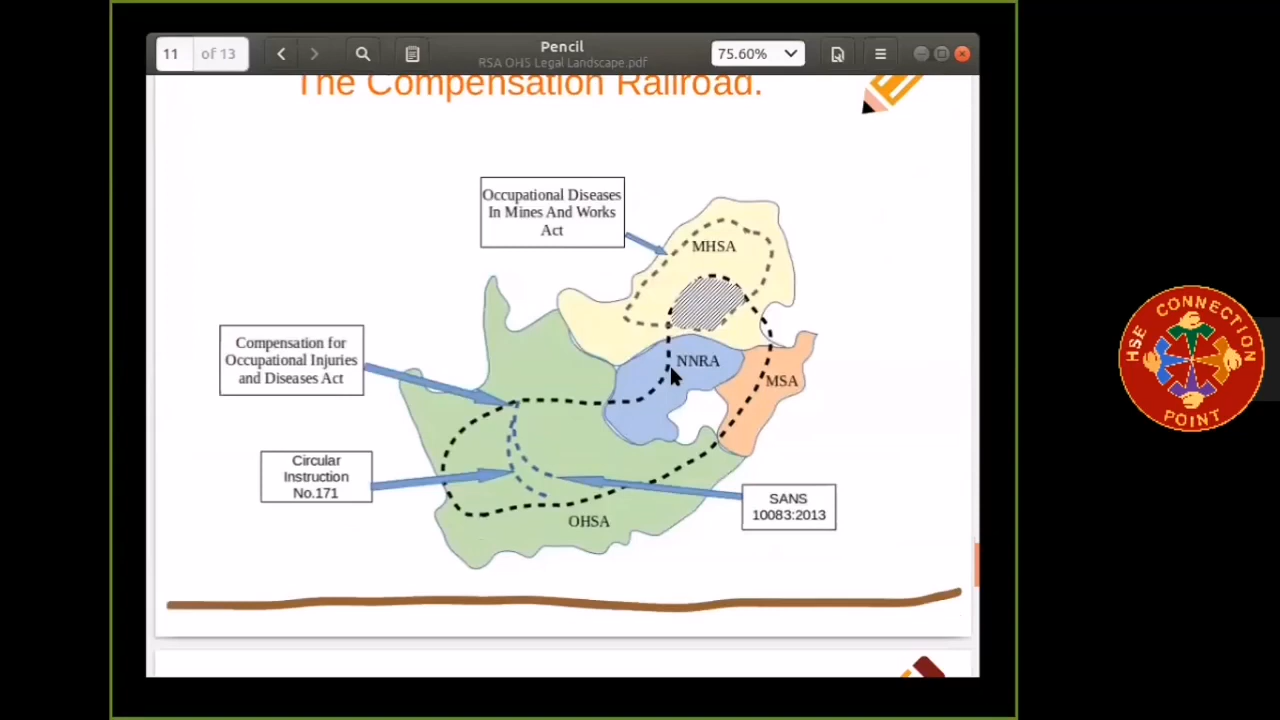 11 of 13
Pencil
RSA OHS Legal Landscape.pdf
75.60%
The Compensation Railroad.
Occupational Diseases
In Mines And Works
Act
MHSA
Compensation for
Occupational Injuries
and Diseases Act
NNRA
MSA
Circular
Instruction
No.171
SANS
10083:2013
OHSA
HSE CONNECTION
POINT